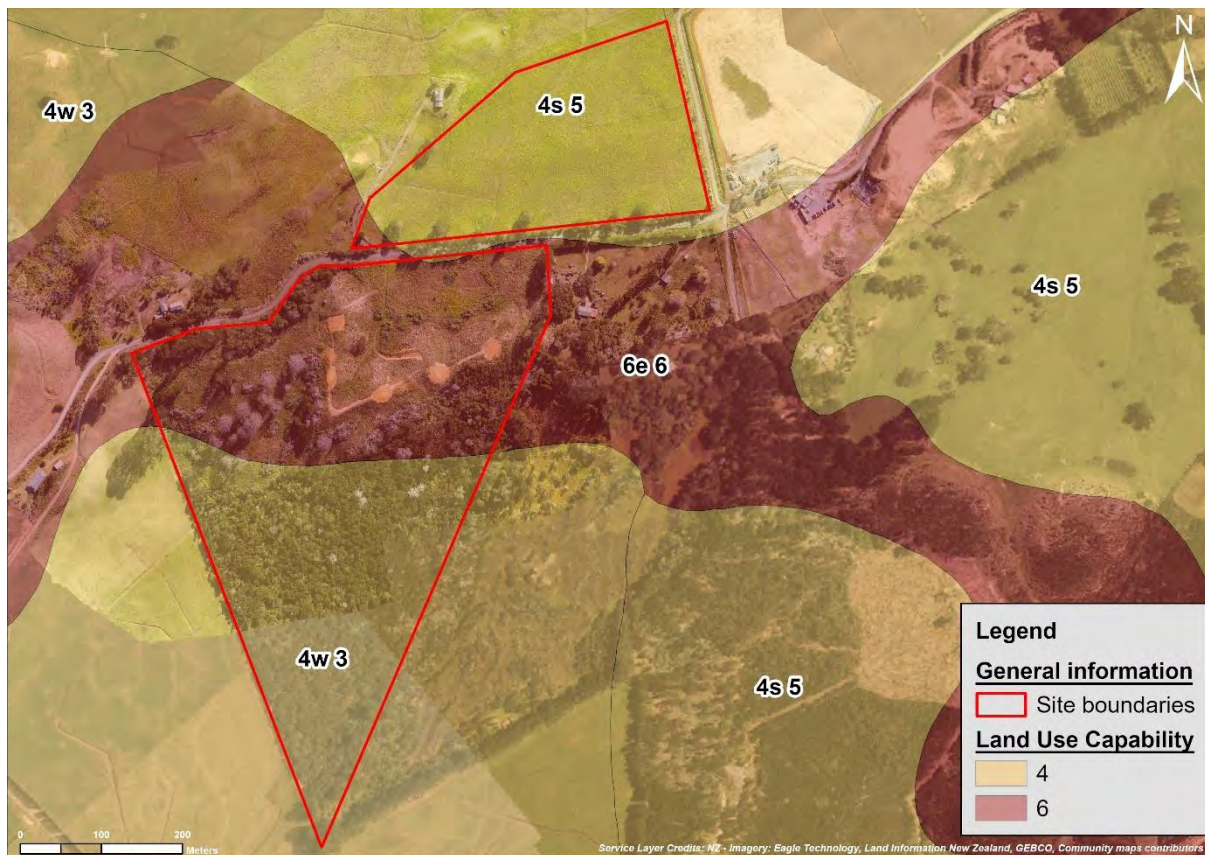 N
4w 3
4s 5
4s 5
6e 6
4w 3
4s 5
Legend
General information
Site boundaries
Land Use Capability
4
6
0 100 200
Meters
Service Layer Credits: NZ - Imagery: Eagle Technology, Land Information New Zealand, GEBCO, Community maps contributors